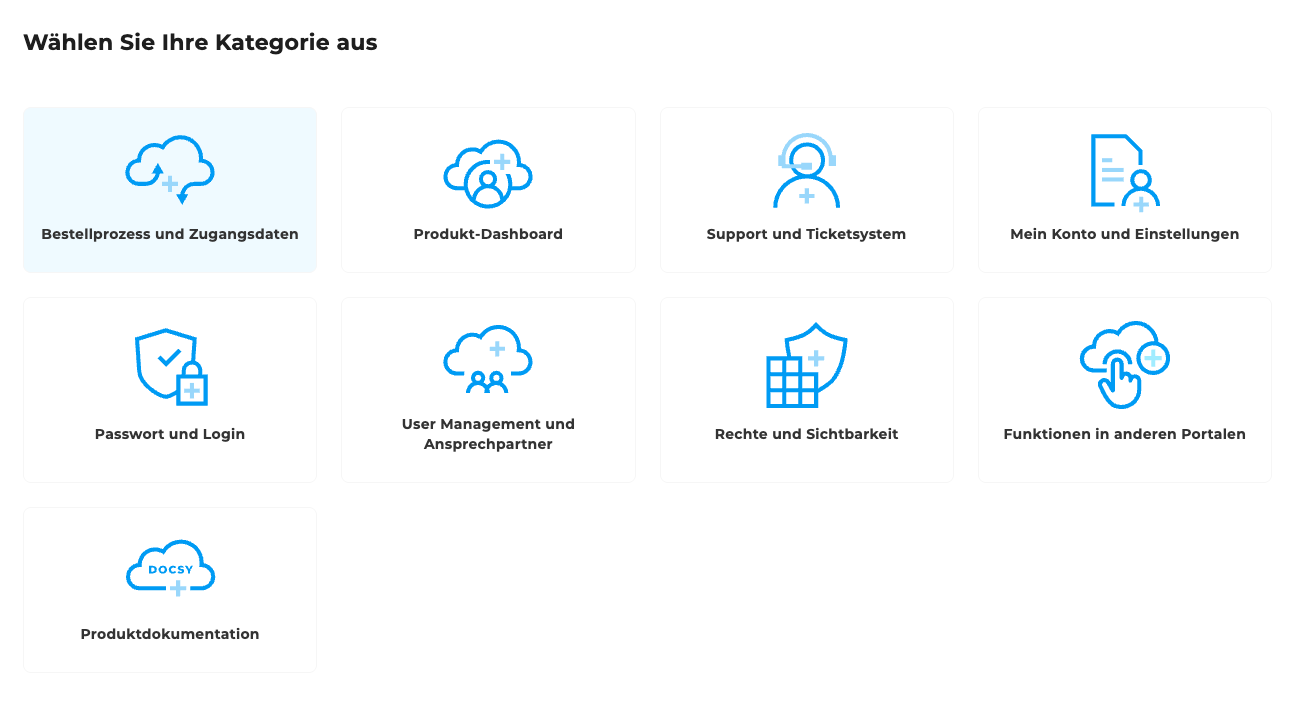 Wählen Sie Ihre Kategorie aus
Bestellprozess und Zugangsdaten
Produkt-Dashboard
Support und Ticketsystem
Mein Konto und Einstellungen
Passwort und Login
User Management und
Ansprechpartner
Rechte und Sichtbarkeit
Funktionen in anderen Portalen
DOCSY
Produktdokumentation